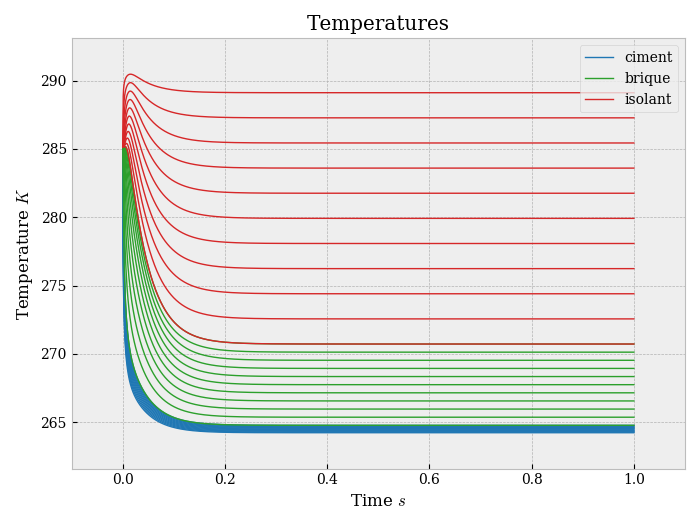 Temperatures
ciment
brique
isolant
290
285
280
275
270
265
Temperature K
0.0 0.2 0.4 0.6 0.8 1.0
Time s